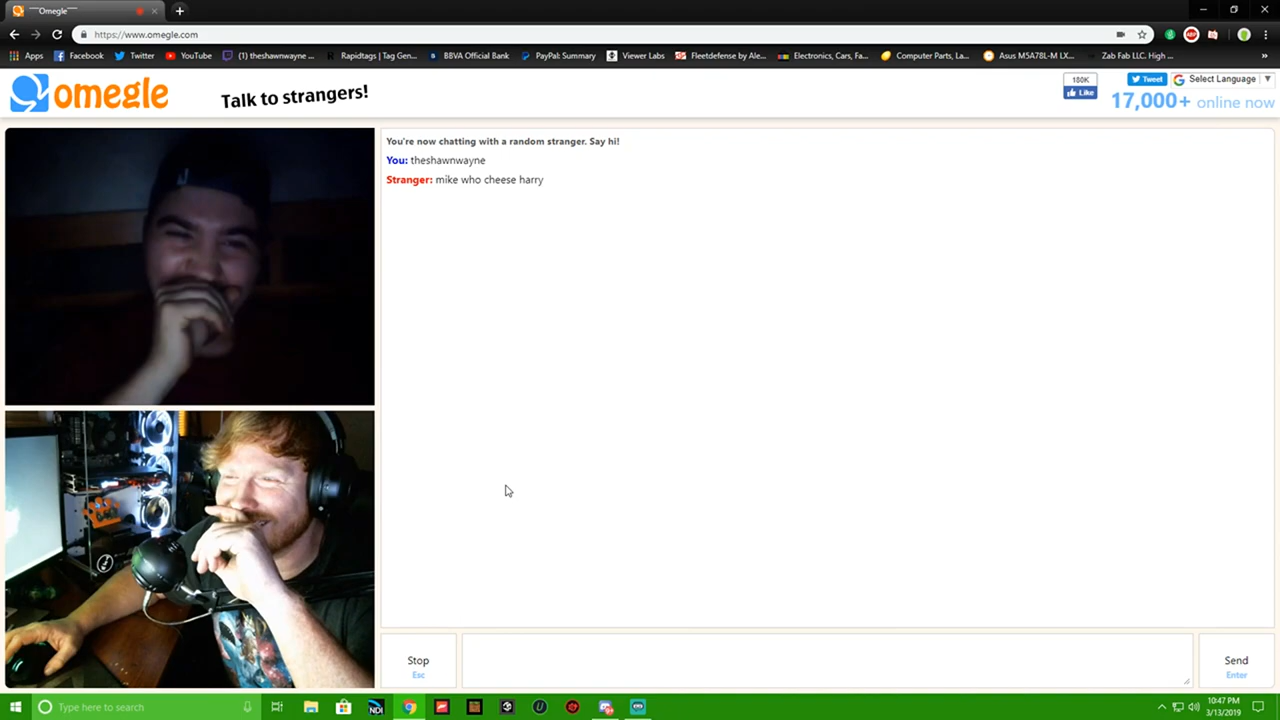 Omegle
https://www.omegle.com
Apps Facebook Twitter YouTube (1) theshawnwayne ... Rapidtags | Tag Gen... BBVA Official Bank PayPal: Summary Viewer Labs Fleetdefense by Ale... Electronics, Cars, Fa... Computer Parts, La... Asus M5A78L-M LX... Zab Fab LLC. High ... »
omegle Talk to strangers! 180K Like Tweet Select Language ▼
17,000+ online now
You're now chatting with a random stranger. Say hi!
You: theshawnwayne
Stranger: mike who cheese harry
Stop
Esc
Send
Enter
Type here to search
NDI
10:47 PM
3/13/2019